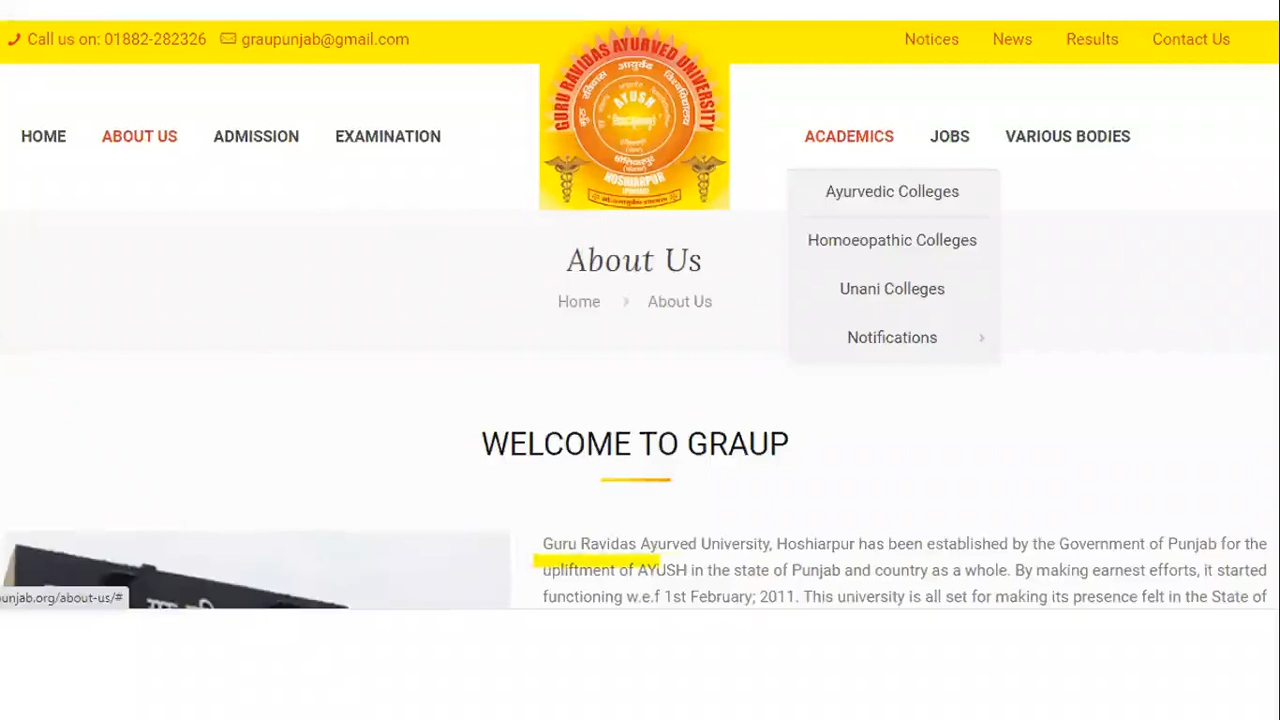 Call us on: 01882-282326 graupunjab@gmail.com
Notices News Results Contact Us
GURU RAVIDAS AYURVED UNIVERSITY
गुरु रविदास आयुर्वेद विश्वविद्यालय
AYUSH
होशियारपुर
HOSHIARPUR
HOME ABOUT US ADMISSION EXAMINATION
ACADEMICS JOBS VARIOUS BODIES
Ayurvedic Colleges
Homoeopathic Colleges
Unani Colleges
Notifications
About Us
Home > About Us
WELCOME TO GRAUP
Guru Ravidas Ayurved University, Hoshiarpur has been established by the Government of Punjab for the
upliftment of AYUSH in the state of Punjab and country as a whole. By making earnest efforts, it started
functioning w.e.f 1st February; 2011. This university is all set for making its presence felt in the State of
unjab.org/about-us/#